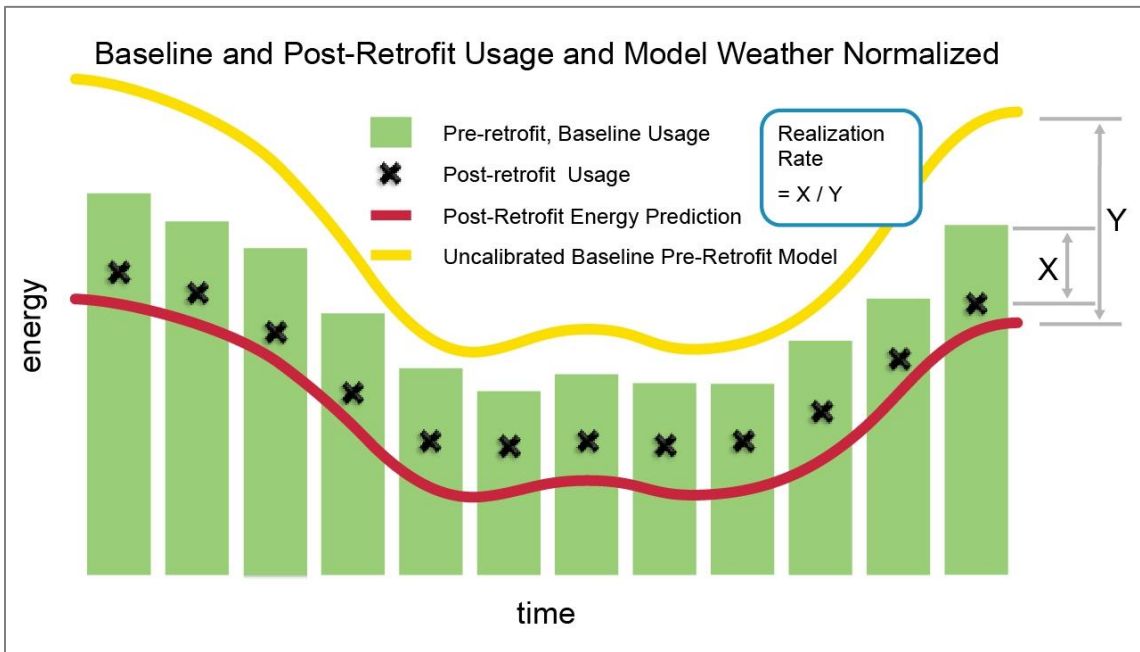 Baseline and Post-Retrofit Usage and Model Weather Normalized
Pre-retrofit, Baseline Usage
Post-retrofit Usage
Post-Retrofit Energy Prediction
Uncalibrated Baseline Pre-Retrofit Model
Realization
Rate
= X / Y
Y
X
energy
time